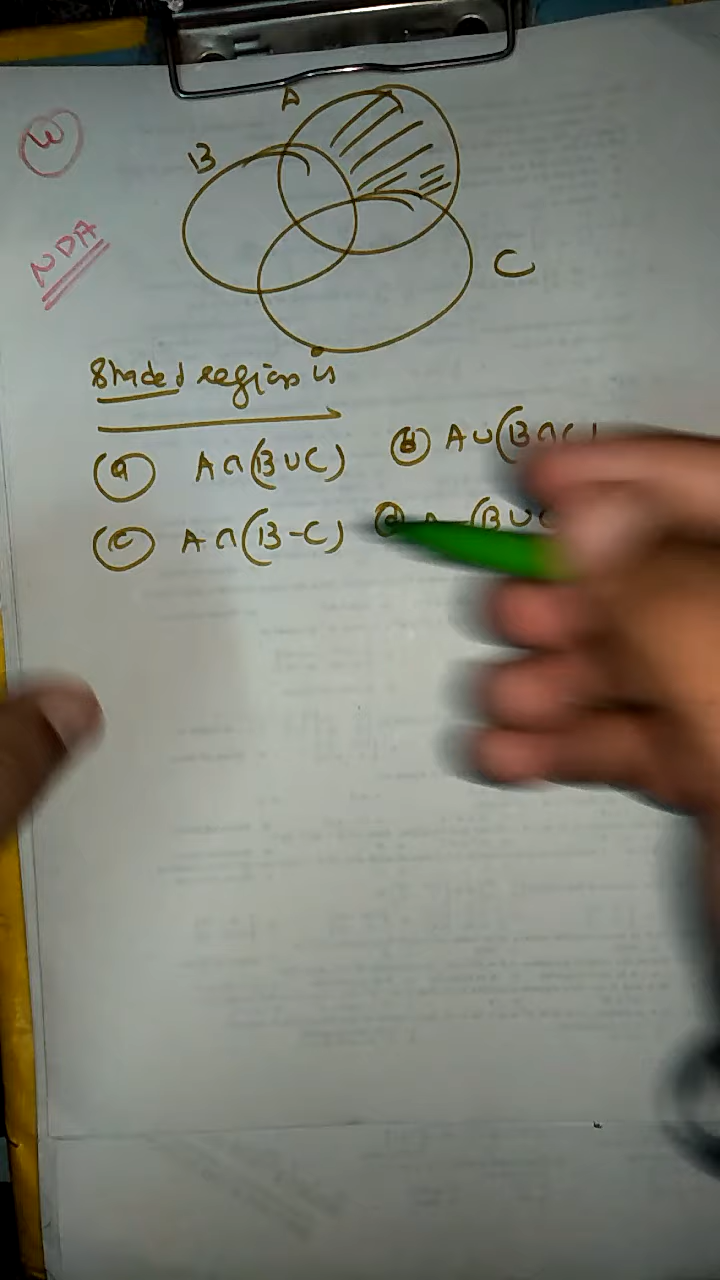 W
NDA
A
B
C
Shaded region is
(a) A∩(B∪C) (b) A∪(B∩C)
(c) A∩(B-C) (d) A-(B∪C